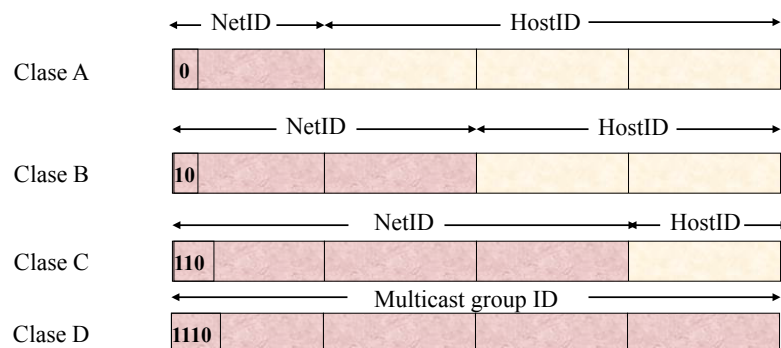 NetID HostID
Clase A 0
NetID HostID
Clase B 10
NetID HostID
Clase C 110
Multicast group ID
Clase D 1110